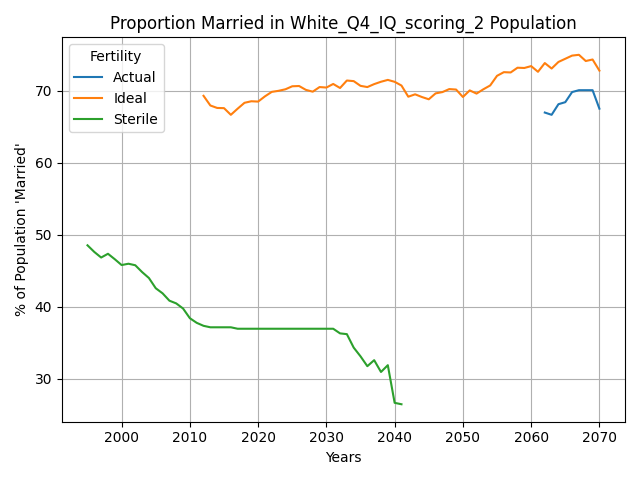 Proportion Married in White_Q4_IQ_scoring_2 Population
Fertility
Actual
Ideal
Sterile
% of Population 'Married'
70
60
50
40
30
2000 2010 2020 2030 2040 2050 2060 2070
Years